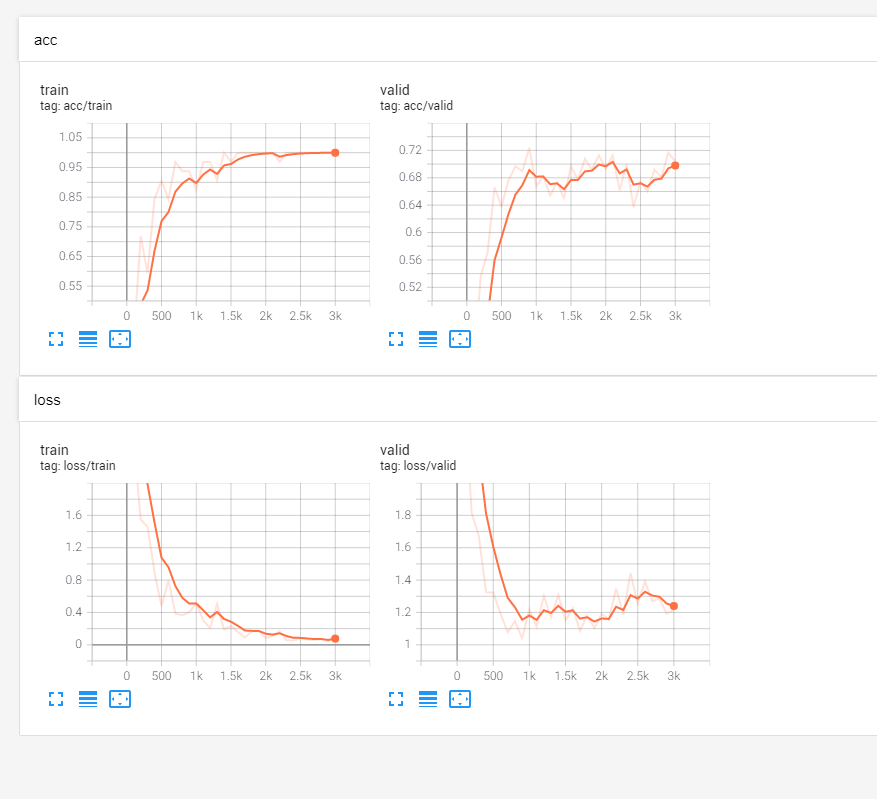 acc
train
tag: acc/train
1.05
0.95
0.85
0.75
0.65
0.55
0 500 1k 1.5k 2k 2.5k 3k
valid
tag: acc/valid
0.72
0.68
0.64
0.6
0.56
0.52
0 500 1k 1.5k 2k 2.5k 3k
loss
train
tag: loss/train
1.6
1.2
0.8
0.4
0
0 500 1k 1.5k 2k 2.5k 3k
valid
tag: loss/valid
1.8
1.6
1.4
1.2
1
0 500 1k 1.5k 2k 2.5k 3k